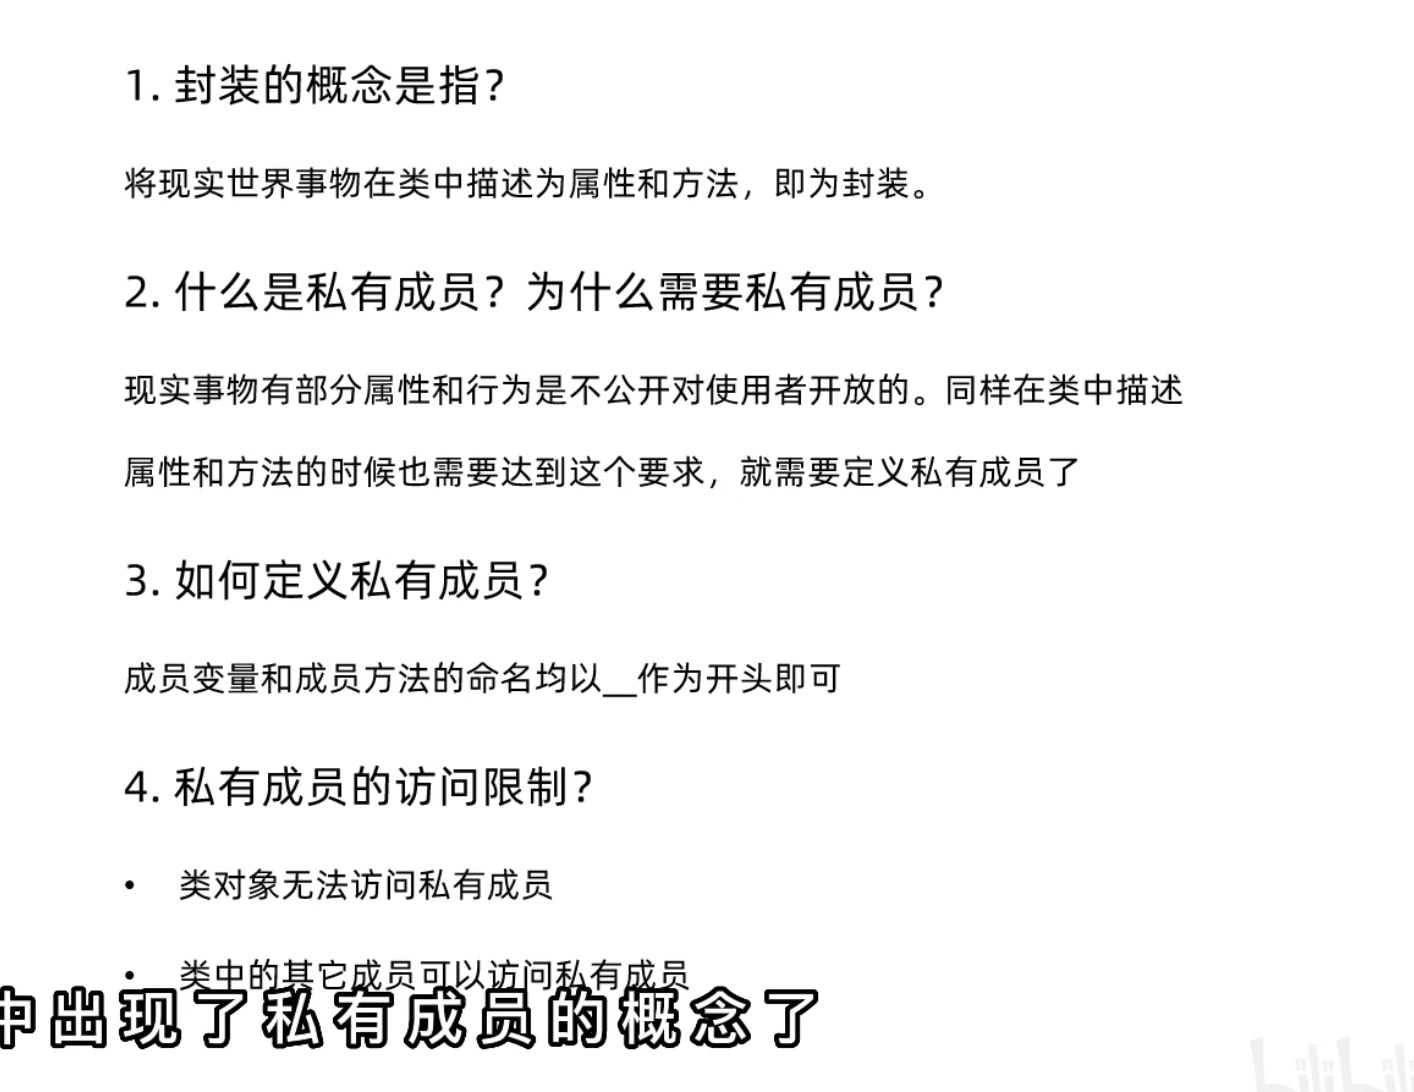 1. 封装的概念是指？
将现实世界事物在类中描述为属性和方法，即为封装。
2. 什么是私有成员？为什么需要私有成员？
现实事物有部分属性和行为是不公开对使用者开放的。同样在类中描述
属性和方法的时候也需要达到这个要求，就需要定义私有成员了
3. 如何定义私有成员？
成员变量和成员方法的命名均以__作为开头即可
4. 私有成员的访问限制？
• 类对象无法访问私有成员
• 类中的其它成员可以访问私有成员
中出现了私有成员的概念了
bilibili